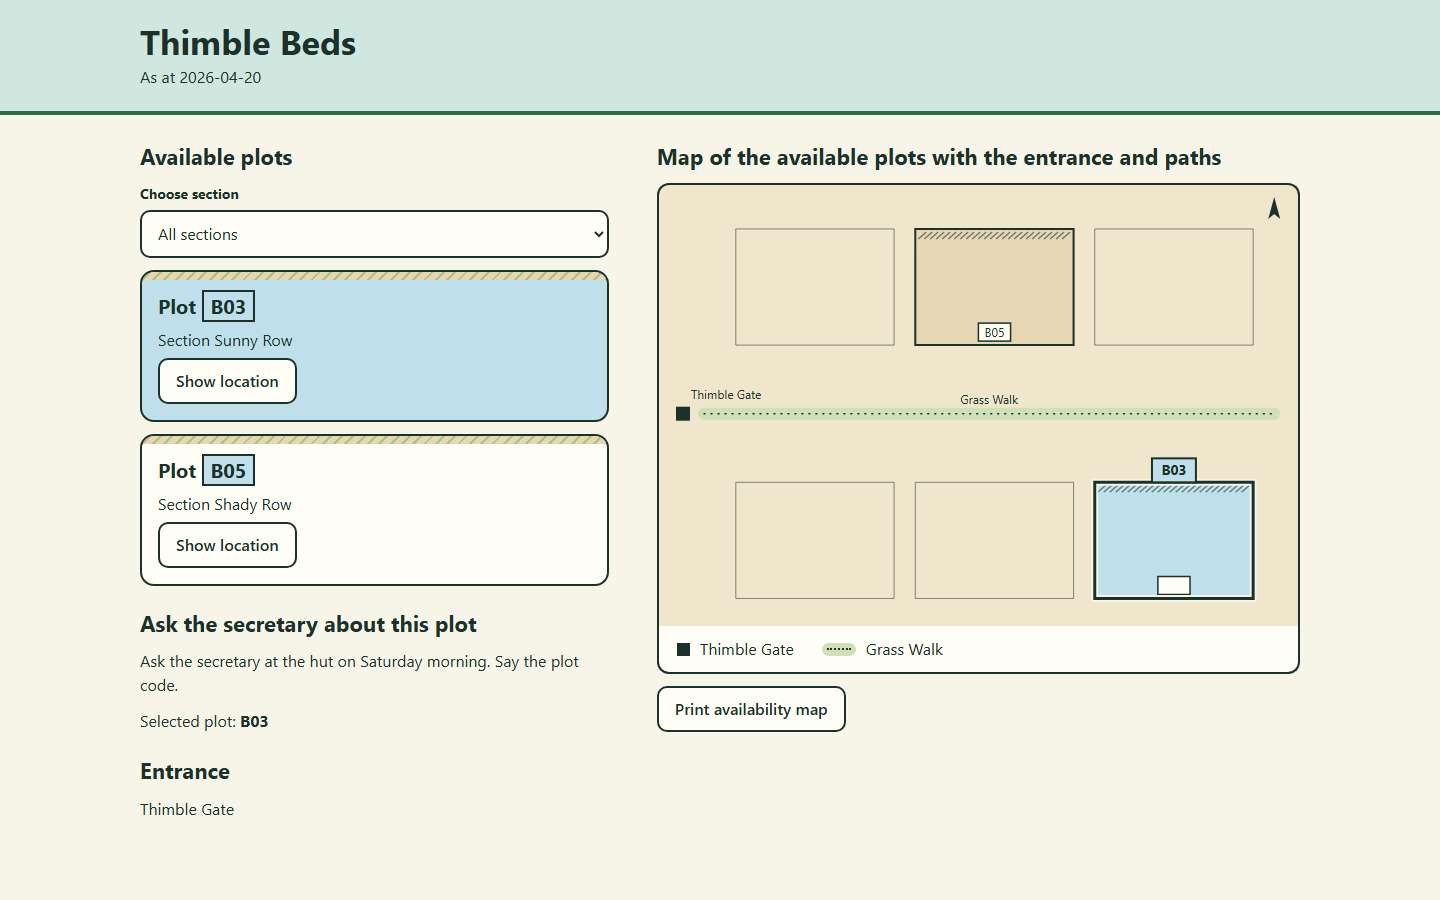 Thimble Beds
As at 2026-04-20
Available plots
Choose section
All sections
Plot B03
Section Sunny Row
Show location
Plot B05
Section Shady Row
Show location
Ask the secretary about this plot
Ask the secretary at the hut on Saturday morning. Say the plot
code.
Selected plot: B03
Entrance
Thimble Gate
Map of the available plots with the entrance and paths
B05
Thimble Gate
Grass Walk
B03
Thimble Gate
Grass Walk
Print availability map